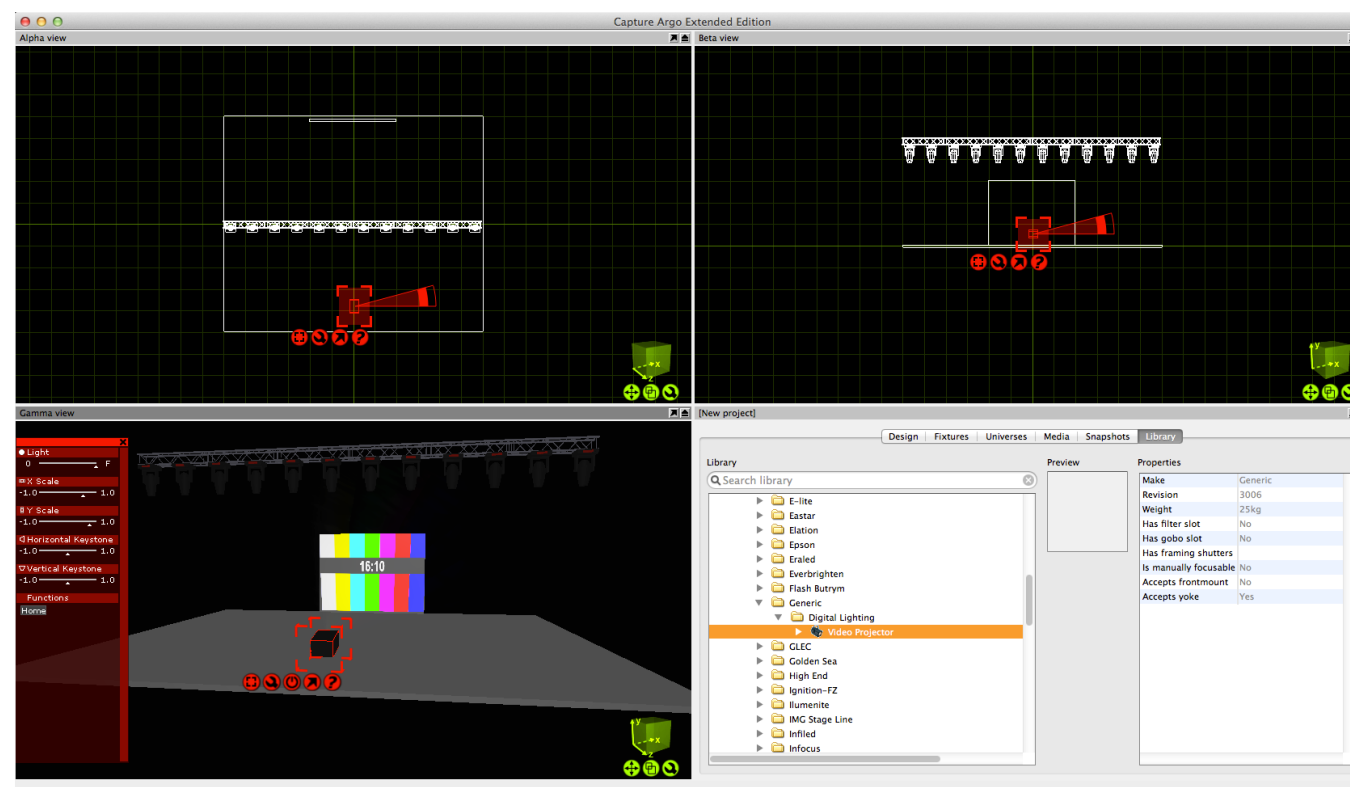 Capture Argo Extended Edition
Alpha view
Beta view
y
x
z
x
z
Gamma view
Light
0 F
X Scale
-1.0 1.0
Y Scale
-1.0 1.0
Horizontal Keystone
-1.0 1.0
Vertical Keystone
-1.0 1.0
Functions
Home
16:10
y
x
z
[New project]
Design Fixtures Universes Media Snapshots Library
Library
Preview
Properties
Search library
E-lite
Eastar
Elation
Epson
Eraled
Everbrighten
Flash Butrym
Generic
Digital Lighting
Video Projector
GLEC
Golden Sea
High End
Ignition-FZ
Ilumenite
IMG Stage Line
Infiled
Infocus
Make Generic
Revision 3006
Weight 25kg
Has filter slot No
Has gobo slot No
Has framing shutters
Is manually focusable No
Accepts frontmount No
Accepts yoke Yes